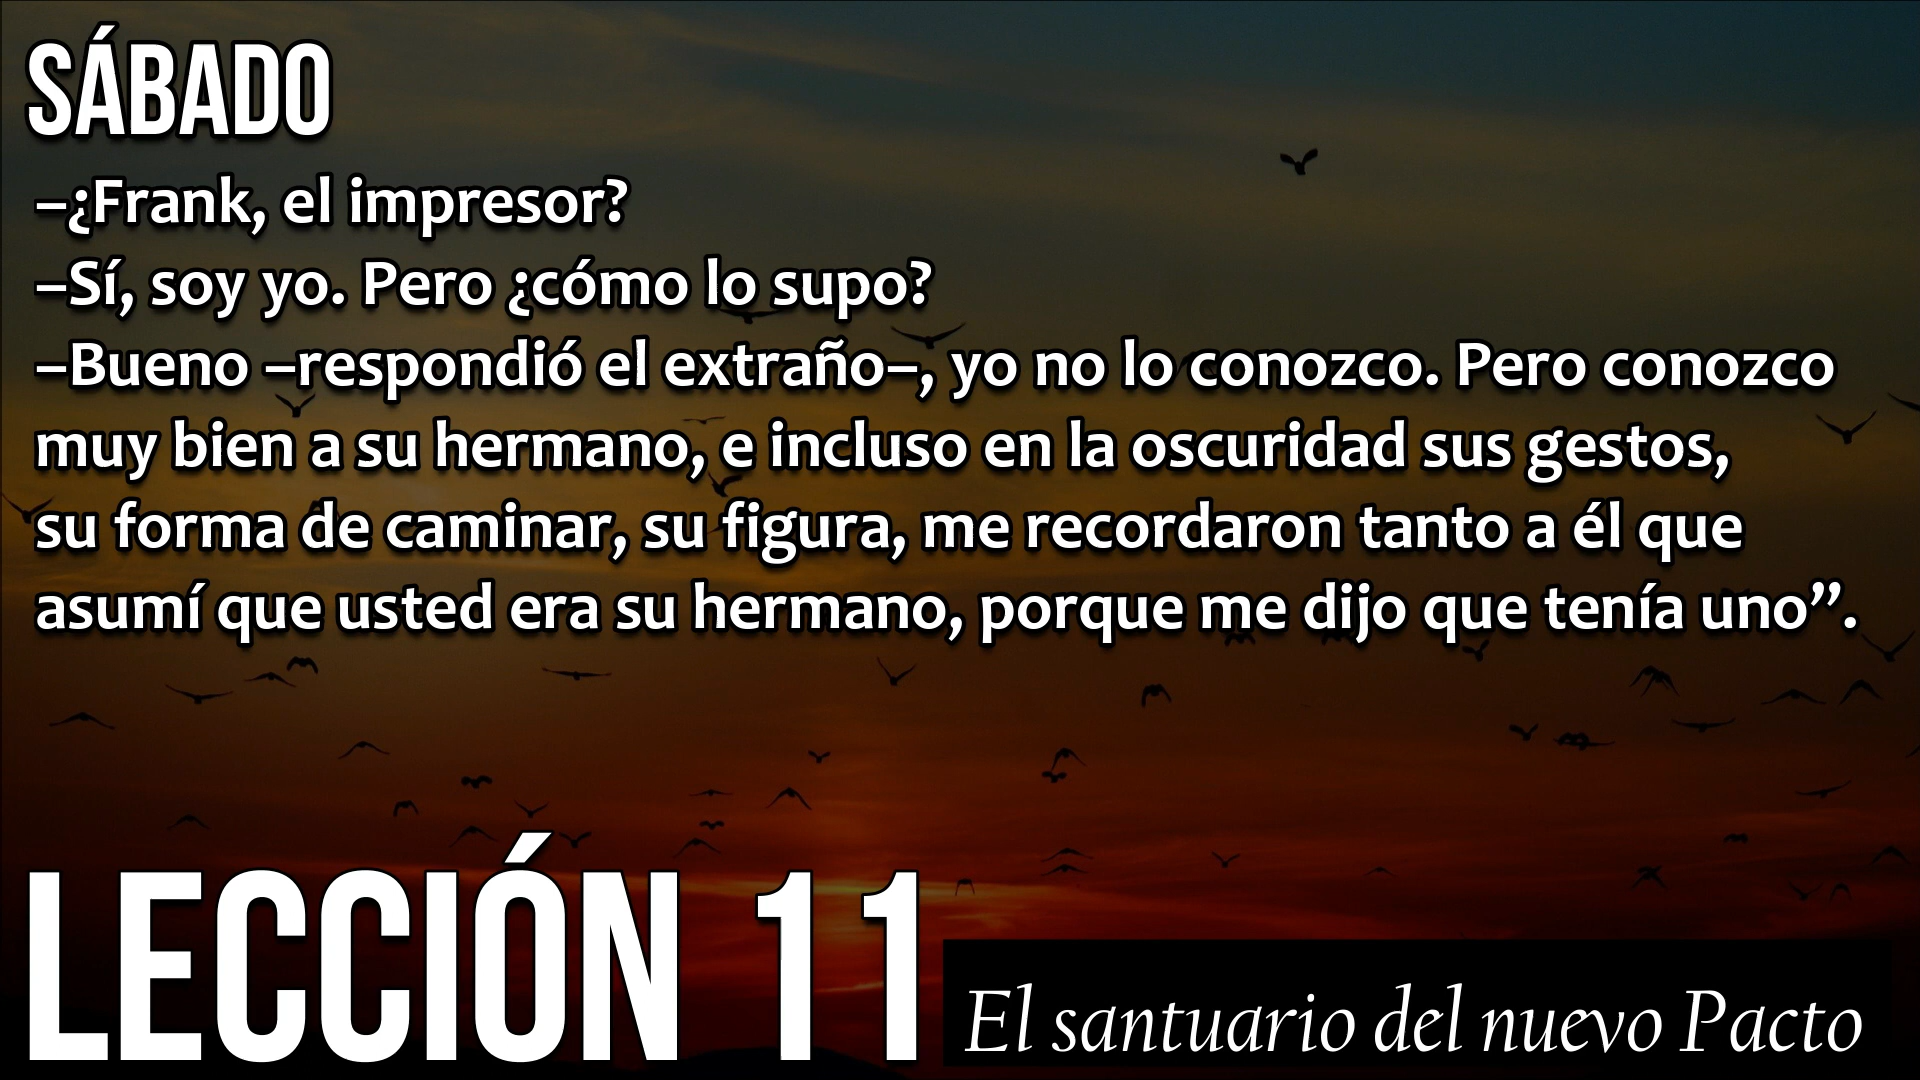 SÁBADO
–¿Frank, el impresor?
–Sí, soy yo. Pero ¿cómo lo supo?
–Bueno –respondió el extraño–, yo no lo conozco. Pero conozco
muy bien a su hermano, e incluso en la oscuridad sus gestos,
su forma de caminar, su figura, me recordaron tanto a él que
asumí que usted era su hermano, porque me dijo que tenía uno”.
LECCIÓN 11
El santuario del nuevo Pacto